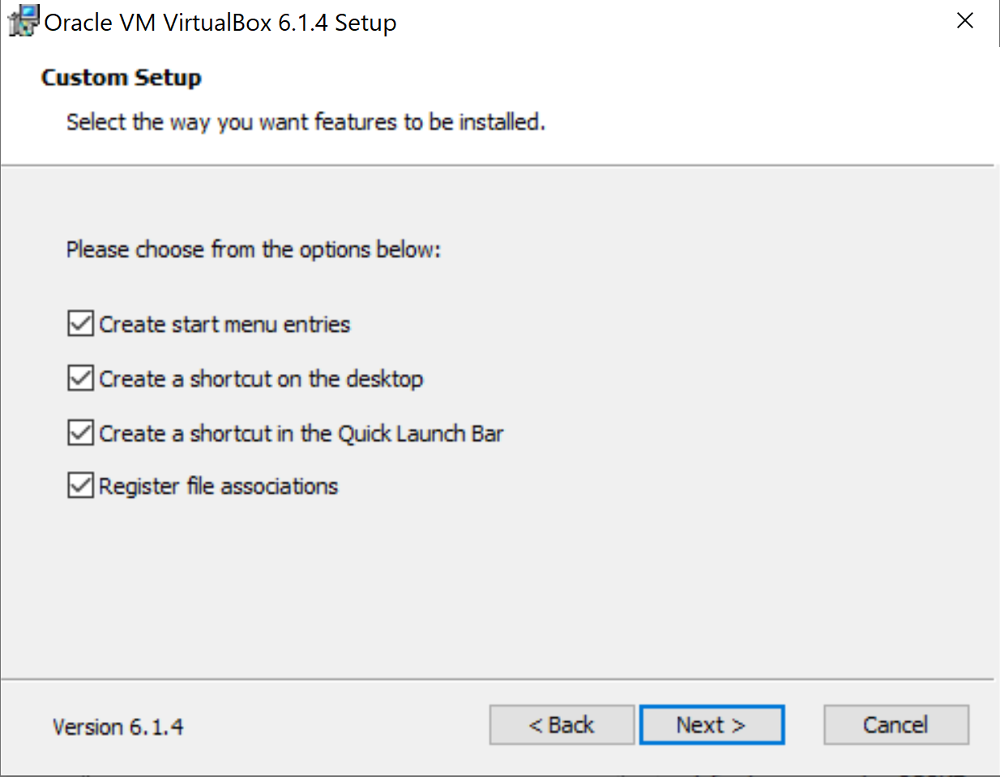 Oracle VM VirtualBox 6.1.4 Setup
Custom Setup
Select the way you want features to be installed.
Please choose from the options below:
Create start menu entries
Create a shortcut on the desktop
Create a shortcut in the Quick Launch Bar
Register file associations
Version 6.1.4
< Back
Next >
Cancel